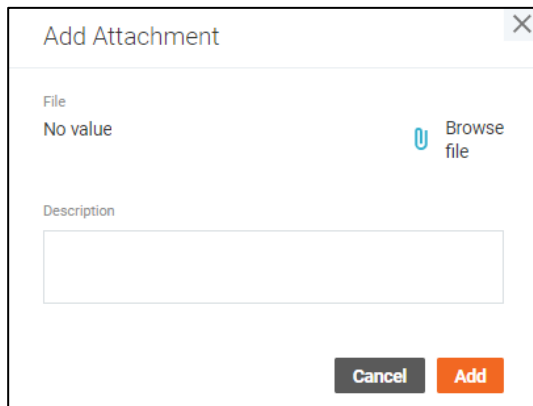 Add Attachment
File
No value
Browse
file
Description
Cancel Add